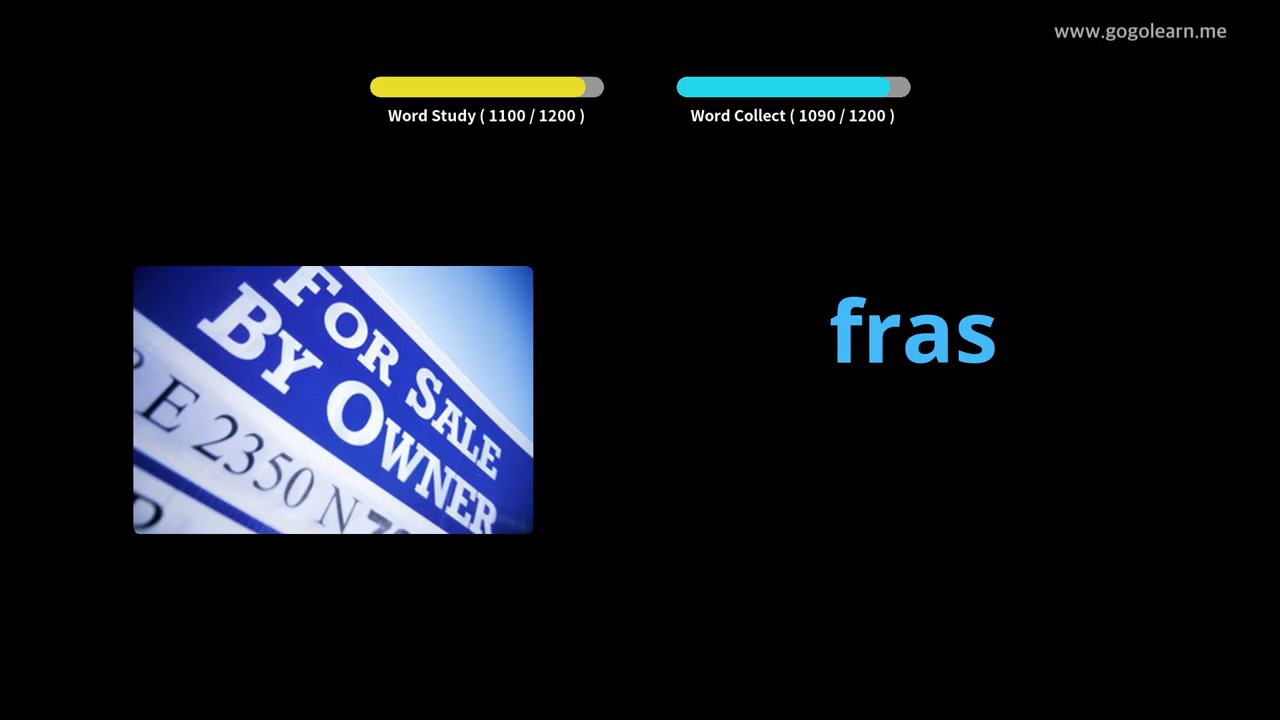 www.gogolearn.me
Word Study ( 1100 / 1200 )
Word Collect ( 1090 / 1200 )
FOR SALE
BY OWNER
E 2350 N
fras